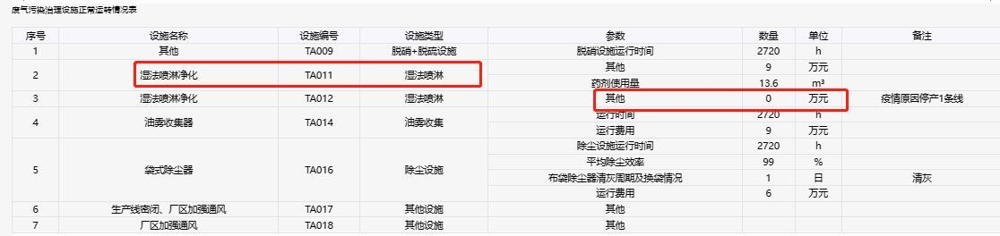 废气污染治理设施正常运转情况表
序号 设施名称 设施编号 设施类型 参数 数量 单位 备注
1 其他 TA009 脱硝+脱硫设施 脱硝设施运行时间 2720 h
2 湿法喷淋净化 TA011 湿法喷淋 其他 9 万元
药剂使用量 13.6 m³
3 湿法喷淋净化 TA012 湿法喷淋 其他 0 万元 疫情原因停产1条线
4 油雾收集器 TA014 油雾收集 运行时间 2720 h
运行费用 9 万元
5 袋式除尘器 TA016 除尘设施 除尘设施运行时间 2720 h
平均除尘效率 99 %
布袋除尘器清灰周期及换袋情况 1 日 清灰
运行费用 6 万元
6 生产线密闭、厂区加强通风 TA017 其他设施 其他
7 厂区加强通风 TA018 其他设施 其他